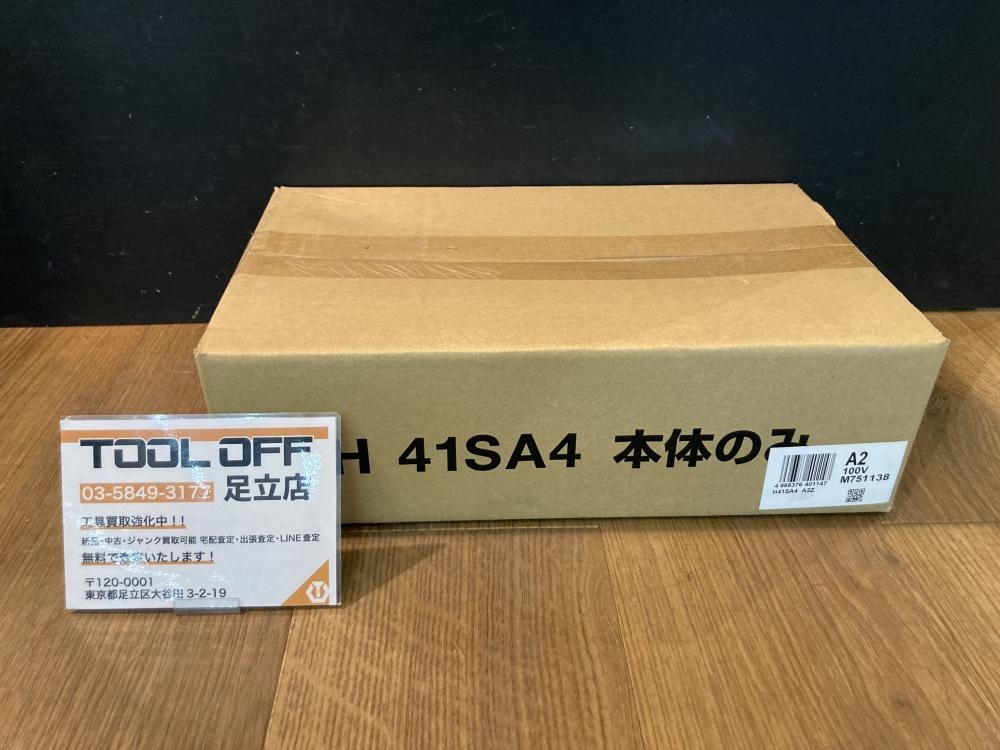 H 41SA4 本体のみ
4 966376 401147
H41SA4 A2Z
A2
100V
M751138
TOOL OFF
03-5849-3177 足立店
工具買取強化中！！
新品・中古・ジャンク買取可能 宅配査定・出張査定・LINE査定
無料で査定いたします！
〒120-0001
東京都足立区大谷田3-2-19